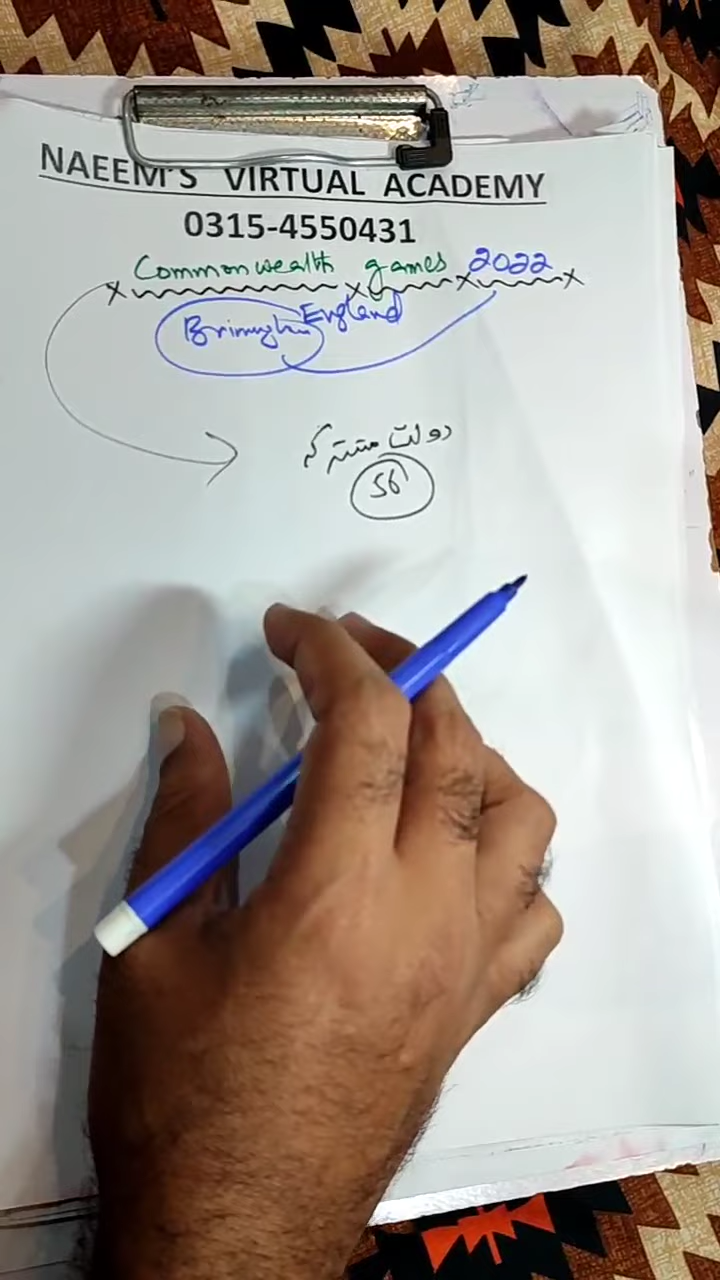 NAEEM'S VIRTUAL ACADEMY
0315-4550431
Commonwealth games 2022
England
دولت مشترکہ
56